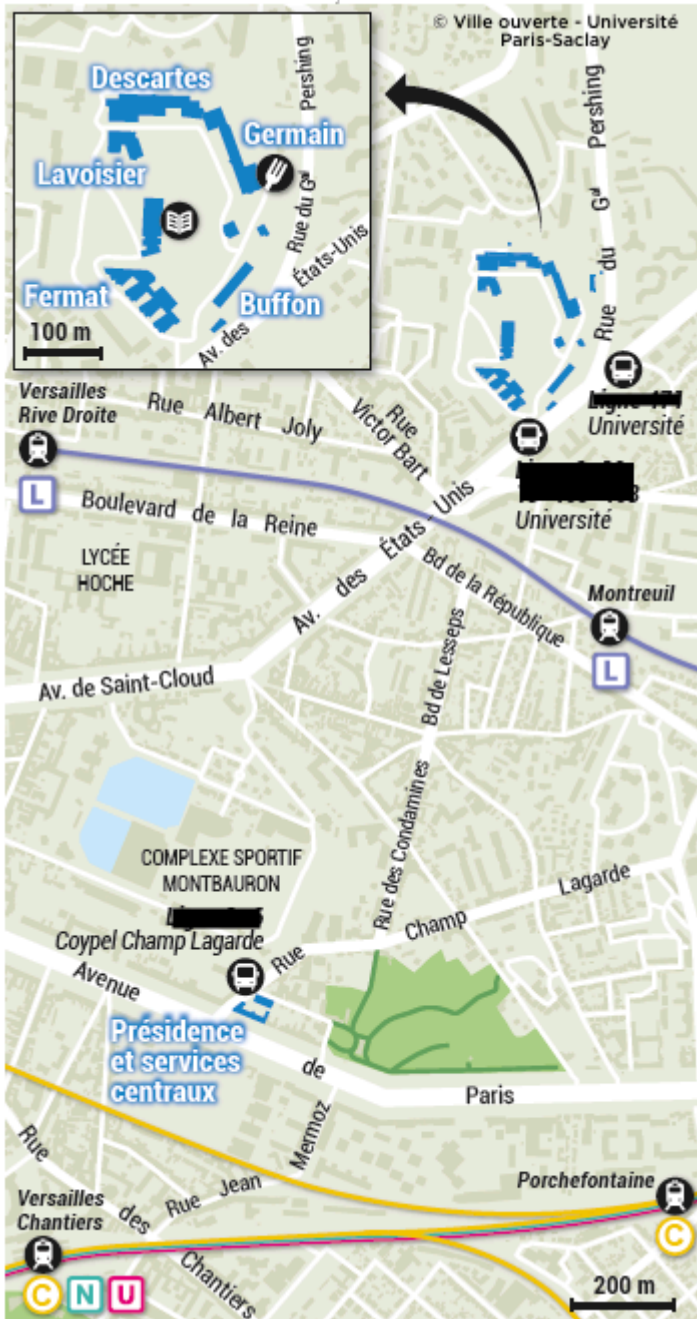 © Ville ouverte - Université
Paris-Saclay
Descartes
Germain
Lavoisier
Fermat
Buffon
Rue du Gal Pershing
Av. des États-Unis
100 m
Rue du Gal Pershing
Versailles
Rive Droite
L
Rue Albert Joly
Rue
Victor Bart
Université
Université
Boulevard de la Reine
Av. des États - Unis
LYCÉE
HOCHE
Bd de la République
Montreuil
L
Av. de Saint-Cloud
Bd de Lesseps
Rue des Condamines
COMPLEXE SPORTIF
MONTBAURON
Coypel Champ Lagarde
Rue Champ Lagarde
Avenue de Paris
Présidence
et services
centraux
Rue Jean Mermoz
Rue des Chantiers
Versailles
Chantiers
C N U
Porchefontaine
C
200 m